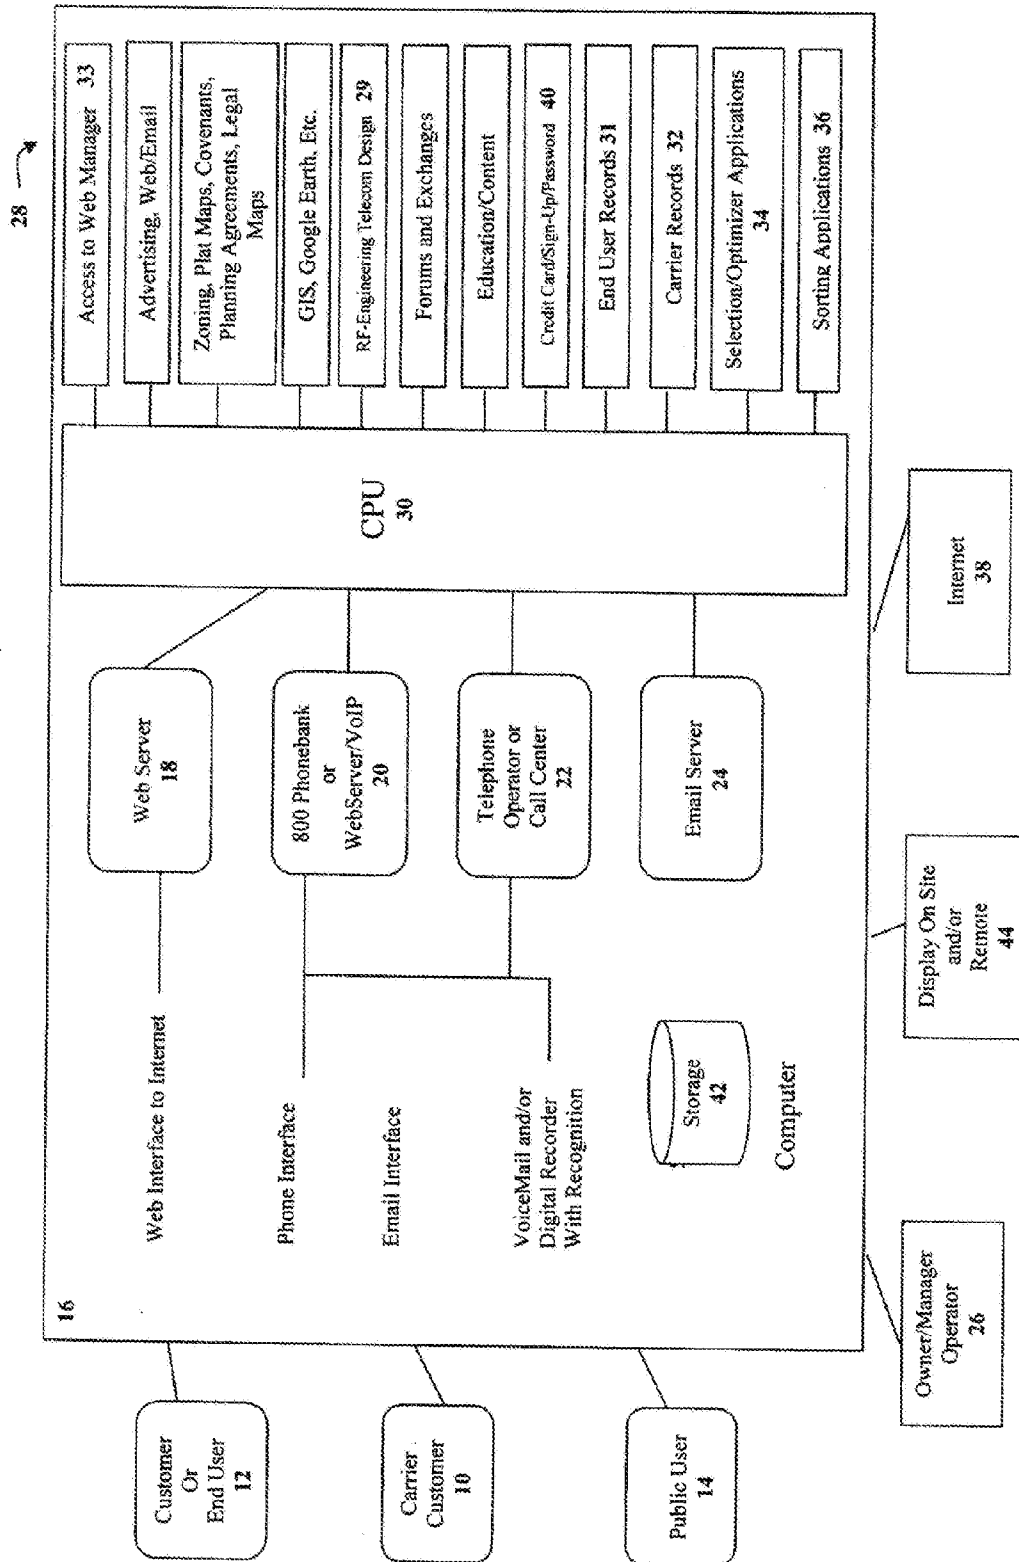 28
16
Customer
Or
End User
12
Carrier
Customer
10
Public User
14
Web Interface to Internet
Phone Interface
Email Interface
VoiceMail and/or
Digital Recorder
With Recognition
Storage
42
Computer
Web Server
18
800 Phonebank
or
WebServer/VoIP
20
Telephone
Operator or
Call Center
22
Email Server
24
CPU
30
Access to Web Manager 33
Advertising, Web/Email
Zoning, Plat Maps, Covenants,
Planning Agreements, Legal
Maps
GIS, Google Earth, Etc.
RF-Engineering Telecom Design 29
Forums and Exchanges
Education/Content
Credit Card/Sign-Up/Password 40
End User Records 31
Carrier Records 32
Selection/Optimizer Applications
34
Sorting Applications 36
Owner/Manager
Operator
26
Display On Site
and/or
Remote
44
Internet
38